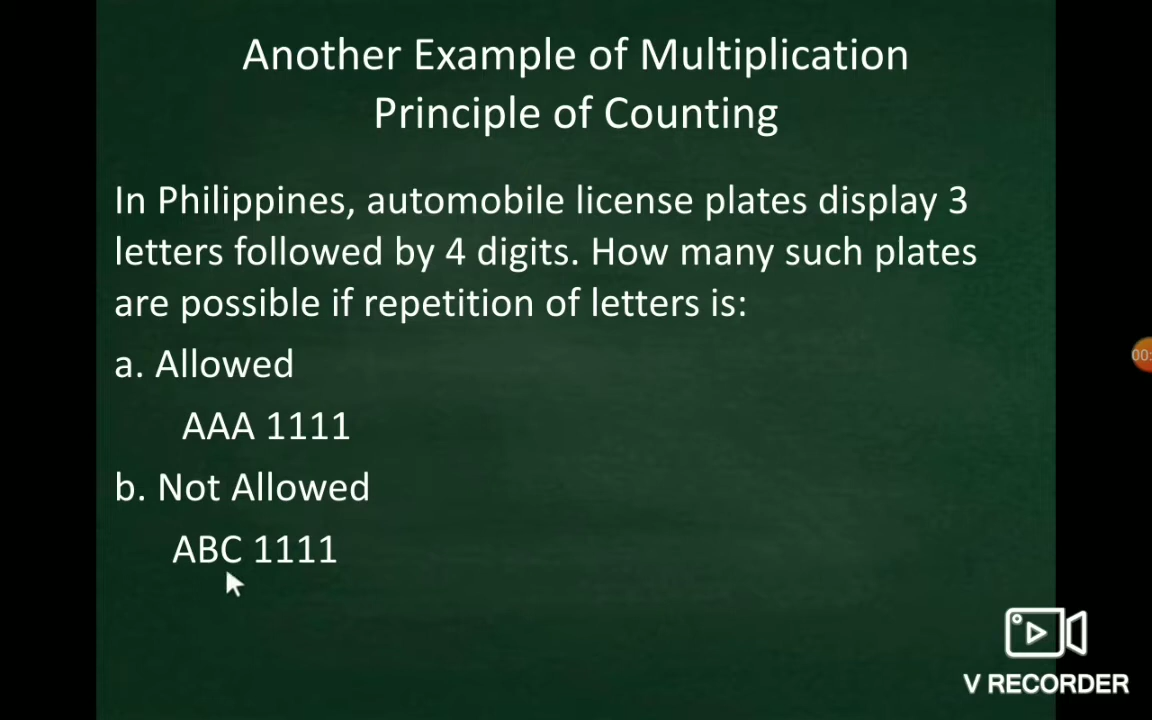 Another Example of Multiplication
Principle of Counting
In Philippines, automobile license plates display 3
letters followed by 4 digits. How many such plates
are possible if repetition of letters is:
a. Allowed
AAA 1111
b. Not Allowed
ABC 1111
00:
V RECORDER